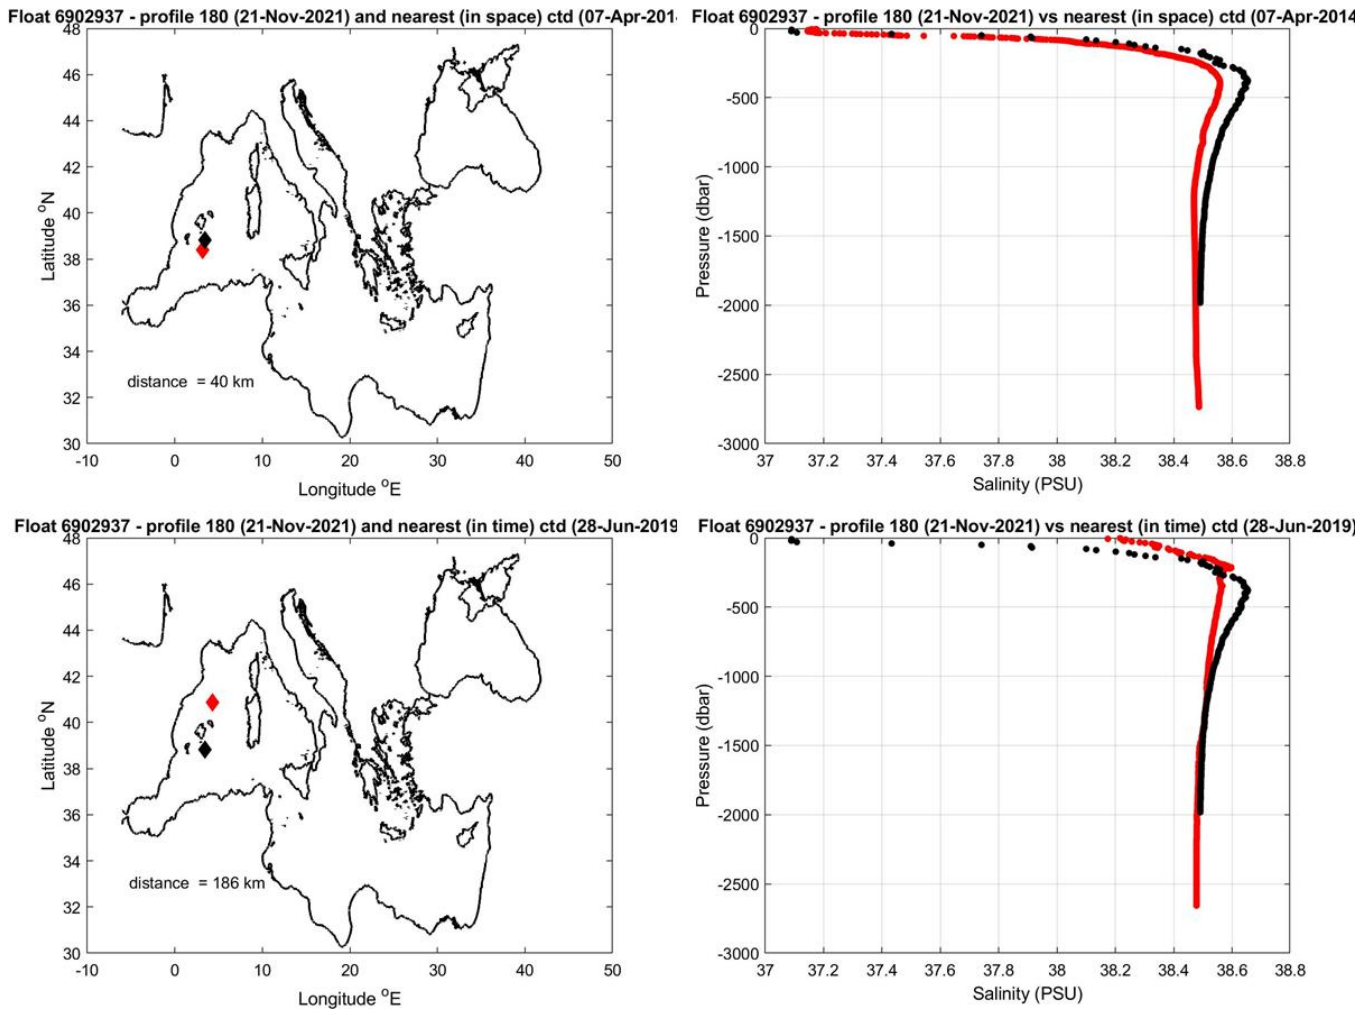 Float 6902937 - profile 180 (21-Nov-2021) and nearest (in space) ctd (07-Apr-201
48
46
44
42
40
38
36
34
32
30
Latitude °N
distance = 40 km
-10 0 10 20 30 40 50
Longitude °E
Float 6902937 - profile 180 (21-Nov-2021) vs nearest (in space) ctd (07-Apr-2014
0
-500
-1000
-1500
-2000
-2500
-3000
Pressure (dbar)
37 37.2 37.4 37.6 37.8 38 38.2 38.4 38.6 38.8
Salinity (PSU)
Float 6902937 - profile 180 (21-Nov-2021) and nearest (in time) ctd (28-Jun-2019
48
46
44
42
40
38
36
34
32
30
Latitude °N
distance = 186 km
-10 0 10 20 30 40 50
Longitude °E
Float 6902937 - profile 180 (21-Nov-2021) vs nearest (in time) ctd (28-Jun-2019)
0
-500
-1000
-1500
-2000
-2500
-3000
Pressure (dbar)
37 37.2 37.4 37.6 37.8 38 38.2 38.4 38.6 38.8
Salinity (PSU)